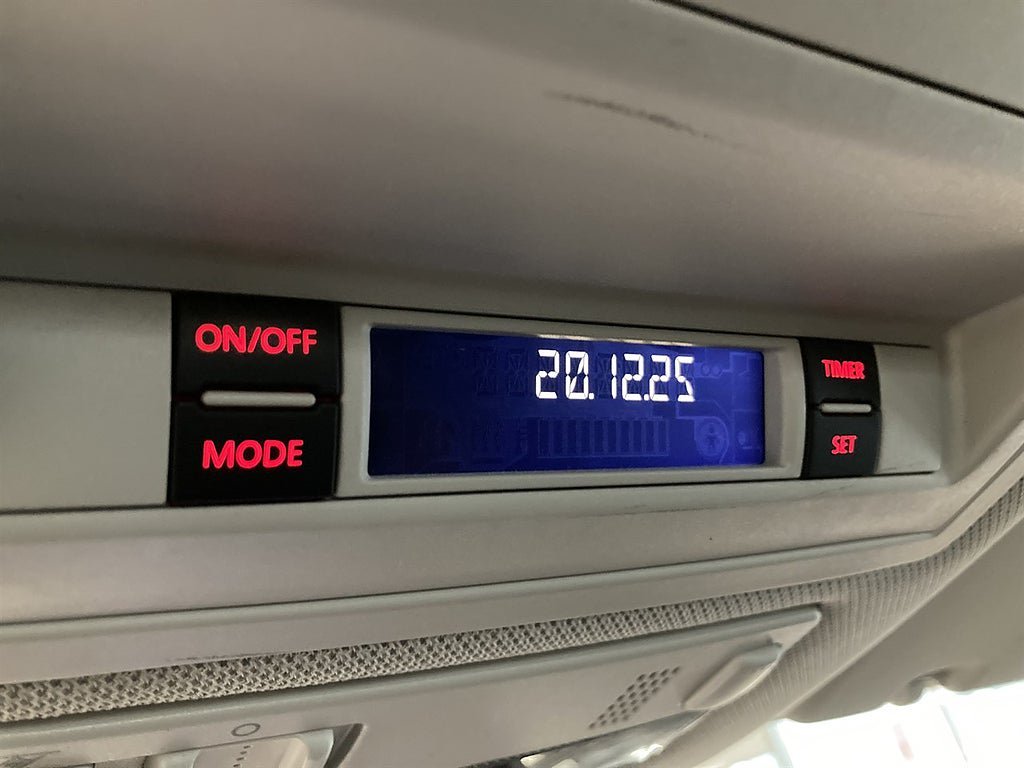 ON/OFF
MODE
20.12.25
TIMER
SET